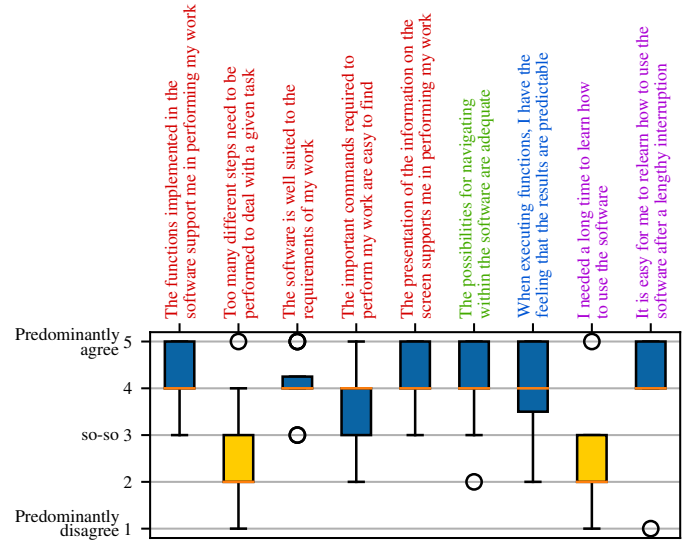 The functions implemented in the
software support me in performing my work
Too many different steps need to be
performed to deal with a given task
The software is well suited to the
requirements of my work
The important commands required to
perform my work are easy to find
The presentation of the information on the
screen supports me in performing my work
The possibilities for navigating
within the software are adequate
When executing functions, I have the
feeling that the results are predictable
I needed a long time to learn how
to use the software
It is easy for me to relearn how to use the
software after a lengthy interruption
Predominantly
agree 5
4
so-so 3
2
Predominantly
disagree 1